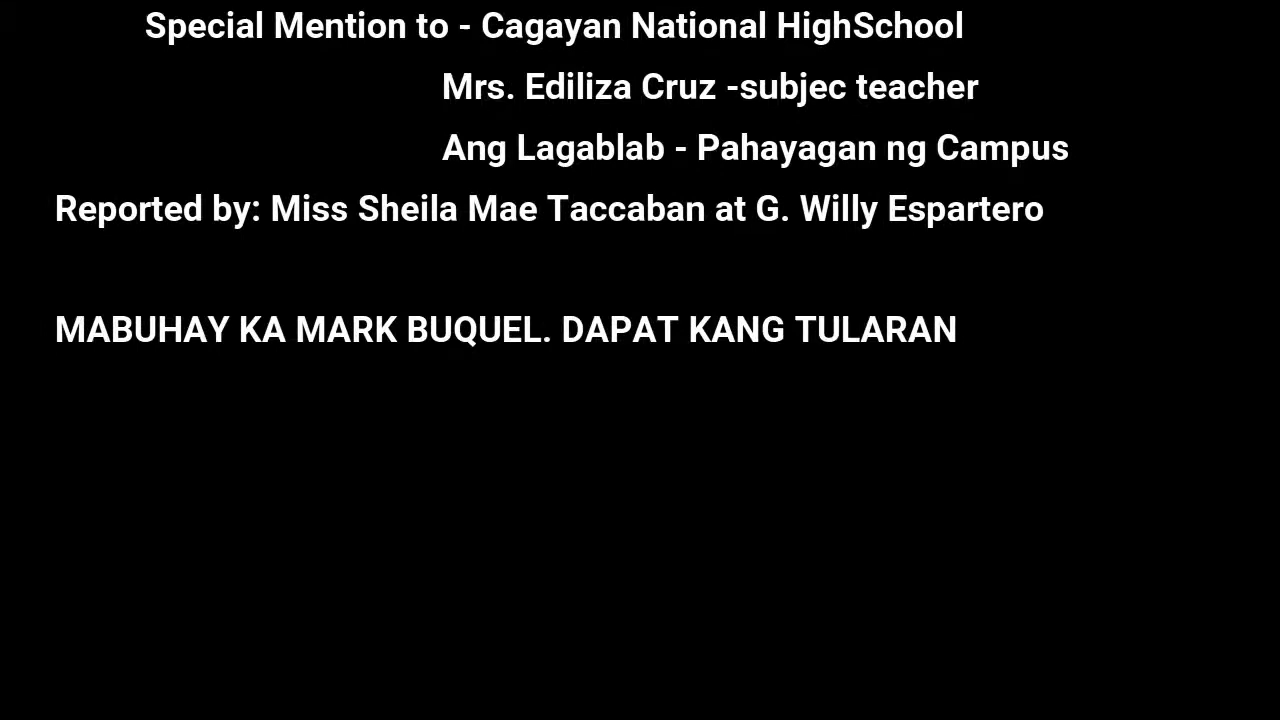 Special Mention to - Cagayan National HighSchool
Mrs. Ediliza Cruz -subjec teacher
Ang Lagablab - Pahayagan ng Campus
Reported by: Miss Sheila Mae Taccaban at G. Willy Espartero
MABUHAY KA MARK BUQUEL. DAPAT KANG TULARAN